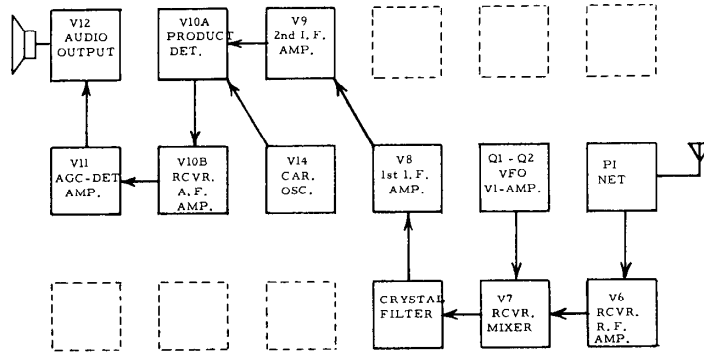 V12
AUDIO
OUTPUT
V10A
PRODUCT
DET.
V9
2nd I. F.
AMP.
V11
AGC-DET.
AMP.
V10B
RCVR.
A. F.
AMP.
V14
CAR.
OSC.
V8
1st I. F.
AMP.
Q1 - Q2
VFO
V1-AMP.
PI
NET
CRYSTAL
FILTER
V7
RCVR.
MIXER
V6
RCVR.
R. F.
AMP.